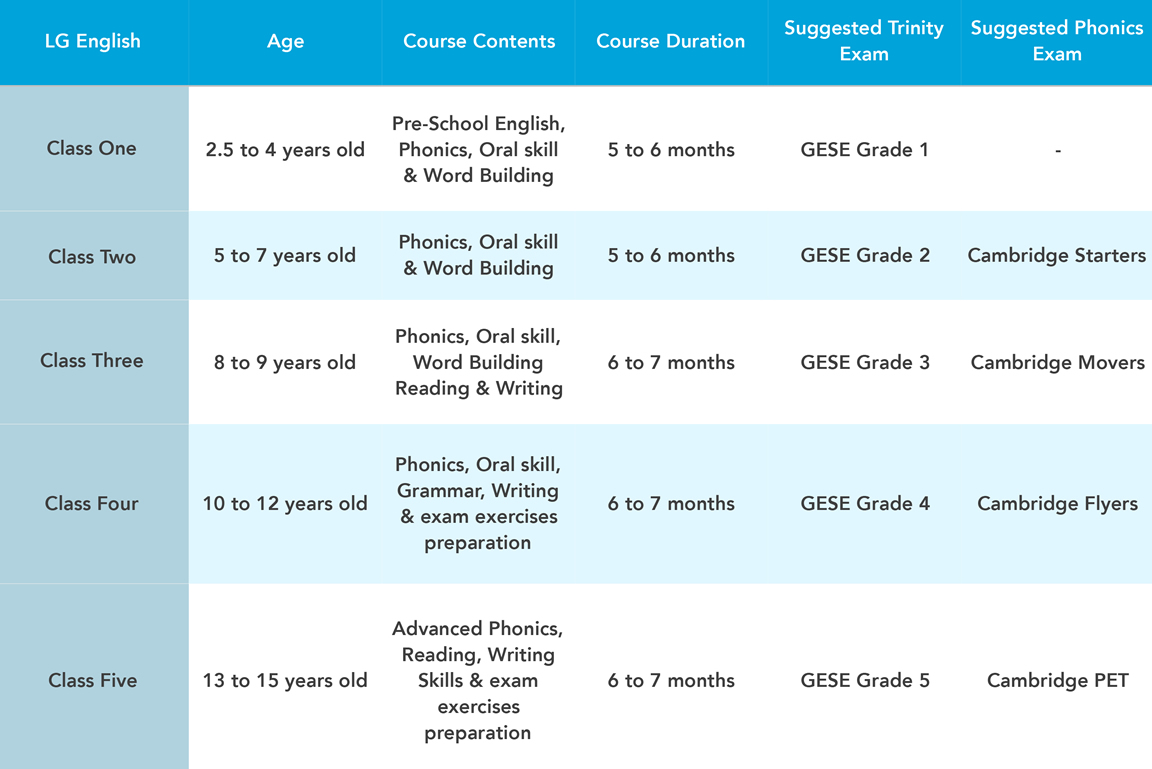 LG English
Age
Course Contents
Course Duration
Suggested Trinity
Exam
Suggested Phonics
Exam
Class One
2.5 to 4 years old
Pre-School English,
Phonics, Oral skill
& Word Building
5 to 6 months
GESE Grade 1
-
Class Two
5 to 7 years old
Phonics, Oral skill
& Word Building
5 to 6 months
GESE Grade 2
Cambridge Starters
Class Three
8 to 9 years old
Phonics, Oral skill,
Word Building
Reading & Writing
6 to 7 months
GESE Grade 3
Cambridge Movers
Class Four
10 to 12 years old
Phonics, Oral skill,
Grammar, Writing
& exam exercises
preparation
6 to 7 months
GESE Grade 4
Cambridge Flyers
Class Five
13 to 15 years old
Advanced Phonics,
Reading, Writing
Skills & exam
exercises
preparation
6 to 7 months
GESE Grade 5
Cambridge PET